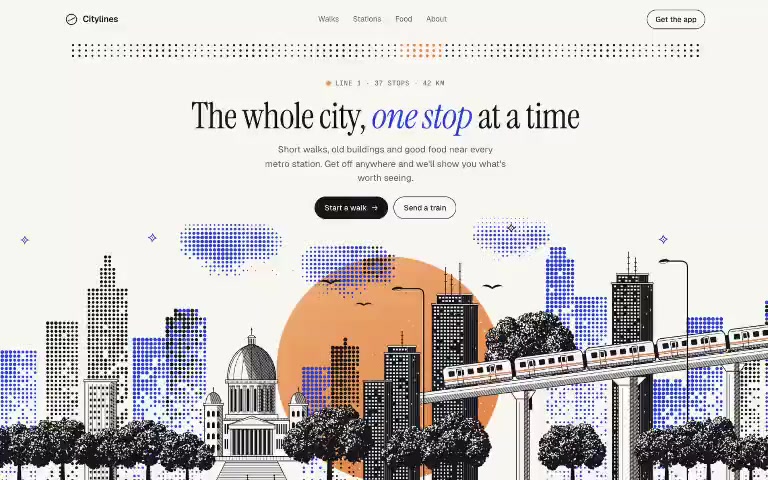 Citylines
Walks Stations Food About
Get the app
LINE 1 · 37 STOPS · 42 KM
The whole city, one stop at a time
Short walks, old buildings and good food near every
metro station. Get off anywhere and we'll show you what's
worth seeing.
Start a walk →
Send a train